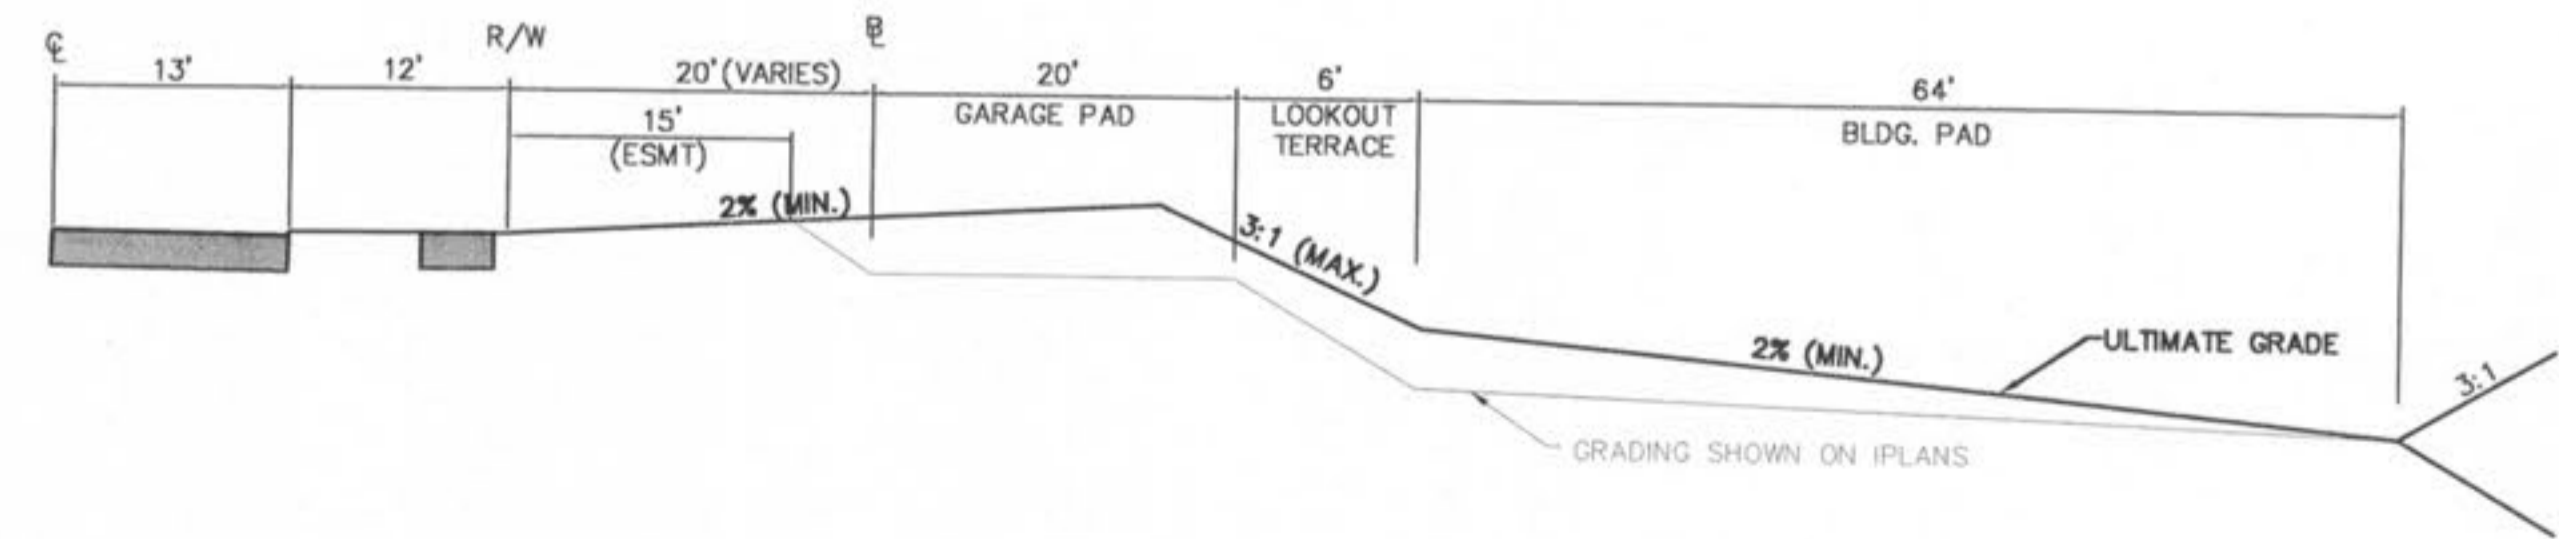 ℄
R/W
BL
13'
12'
20'(VARIES)
20'
6'
64'
15'
(ESMT)
GARAGE PAD
LOOKOUT
TERRACE
BLDG. PAD
2% (MIN.)
3:1 (MAX.)
2% (MIN.)
ULTIMATE GRADE
3:1
GRADING SHOWN ON IPLANS